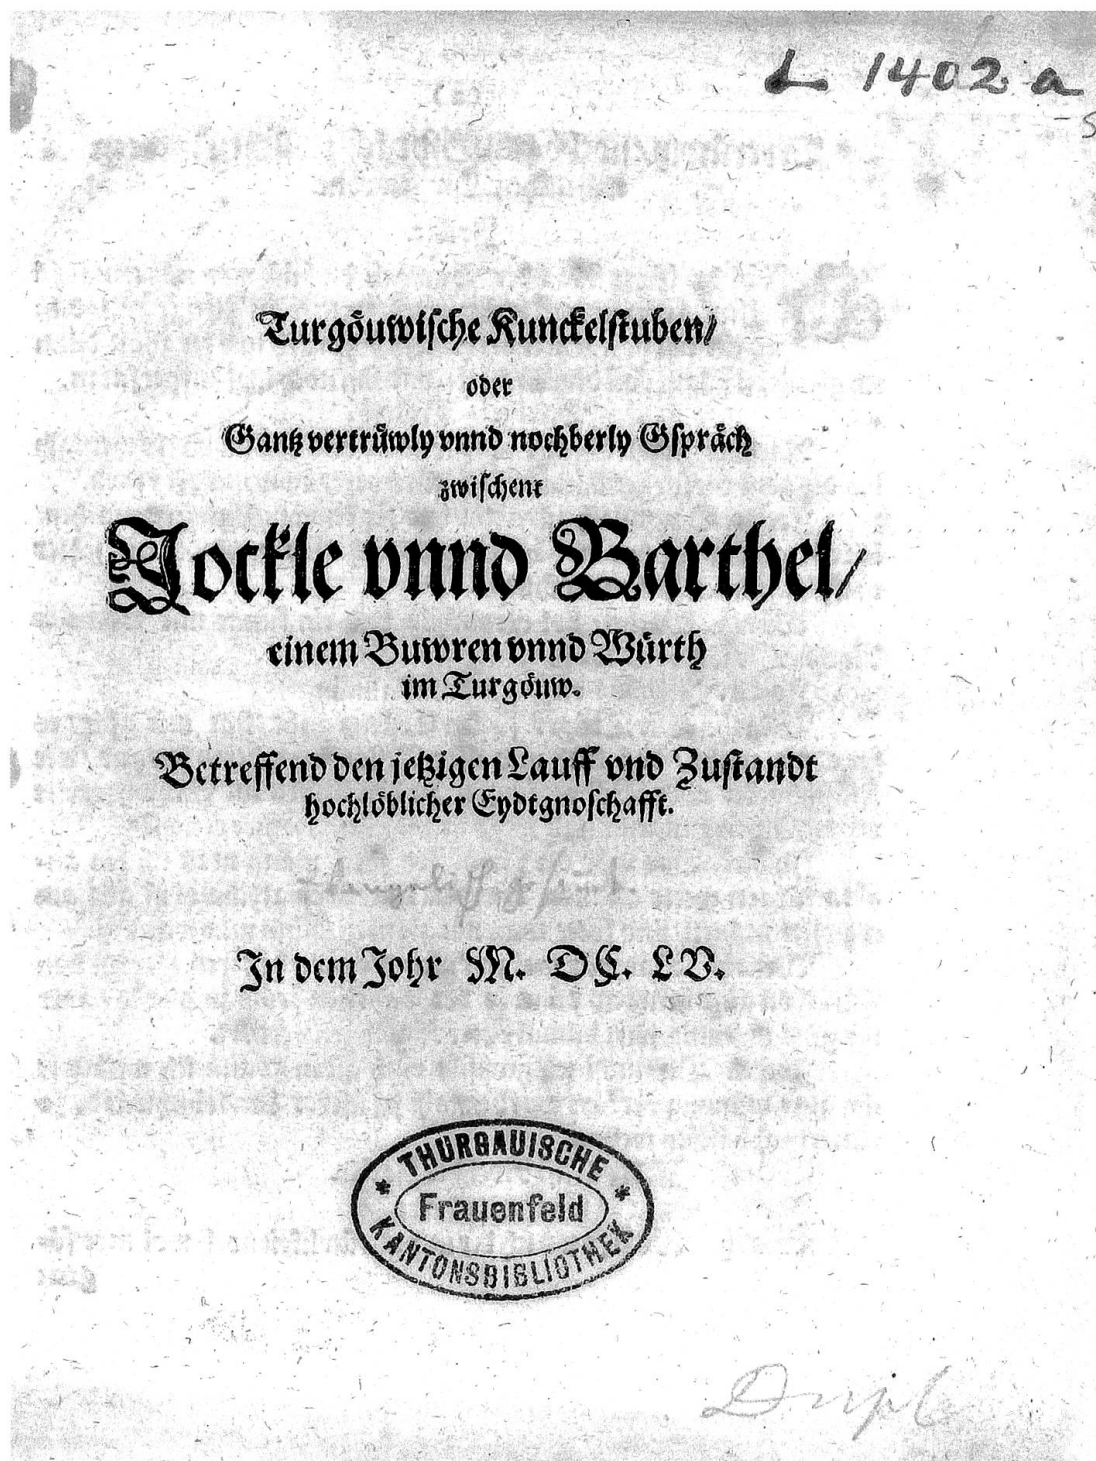 L 1402 a
Turgöuwische Kunckelstuben/
oder
Gantz vertrüwly vnnd nochberly Gspräch
zwischent
Jockle vnnd Barthel/
einem Buwren vnnd Würth
im Turgöuw.
Betreffend den jetzigen Lauff vnd Zustandt
hochlöblicher Eydtgnoschafft.
In dem Johr M. DC. LV.
THURGAUISCHE
Frauenfeld
KANTONSBIBLIOTHEK
Dupl